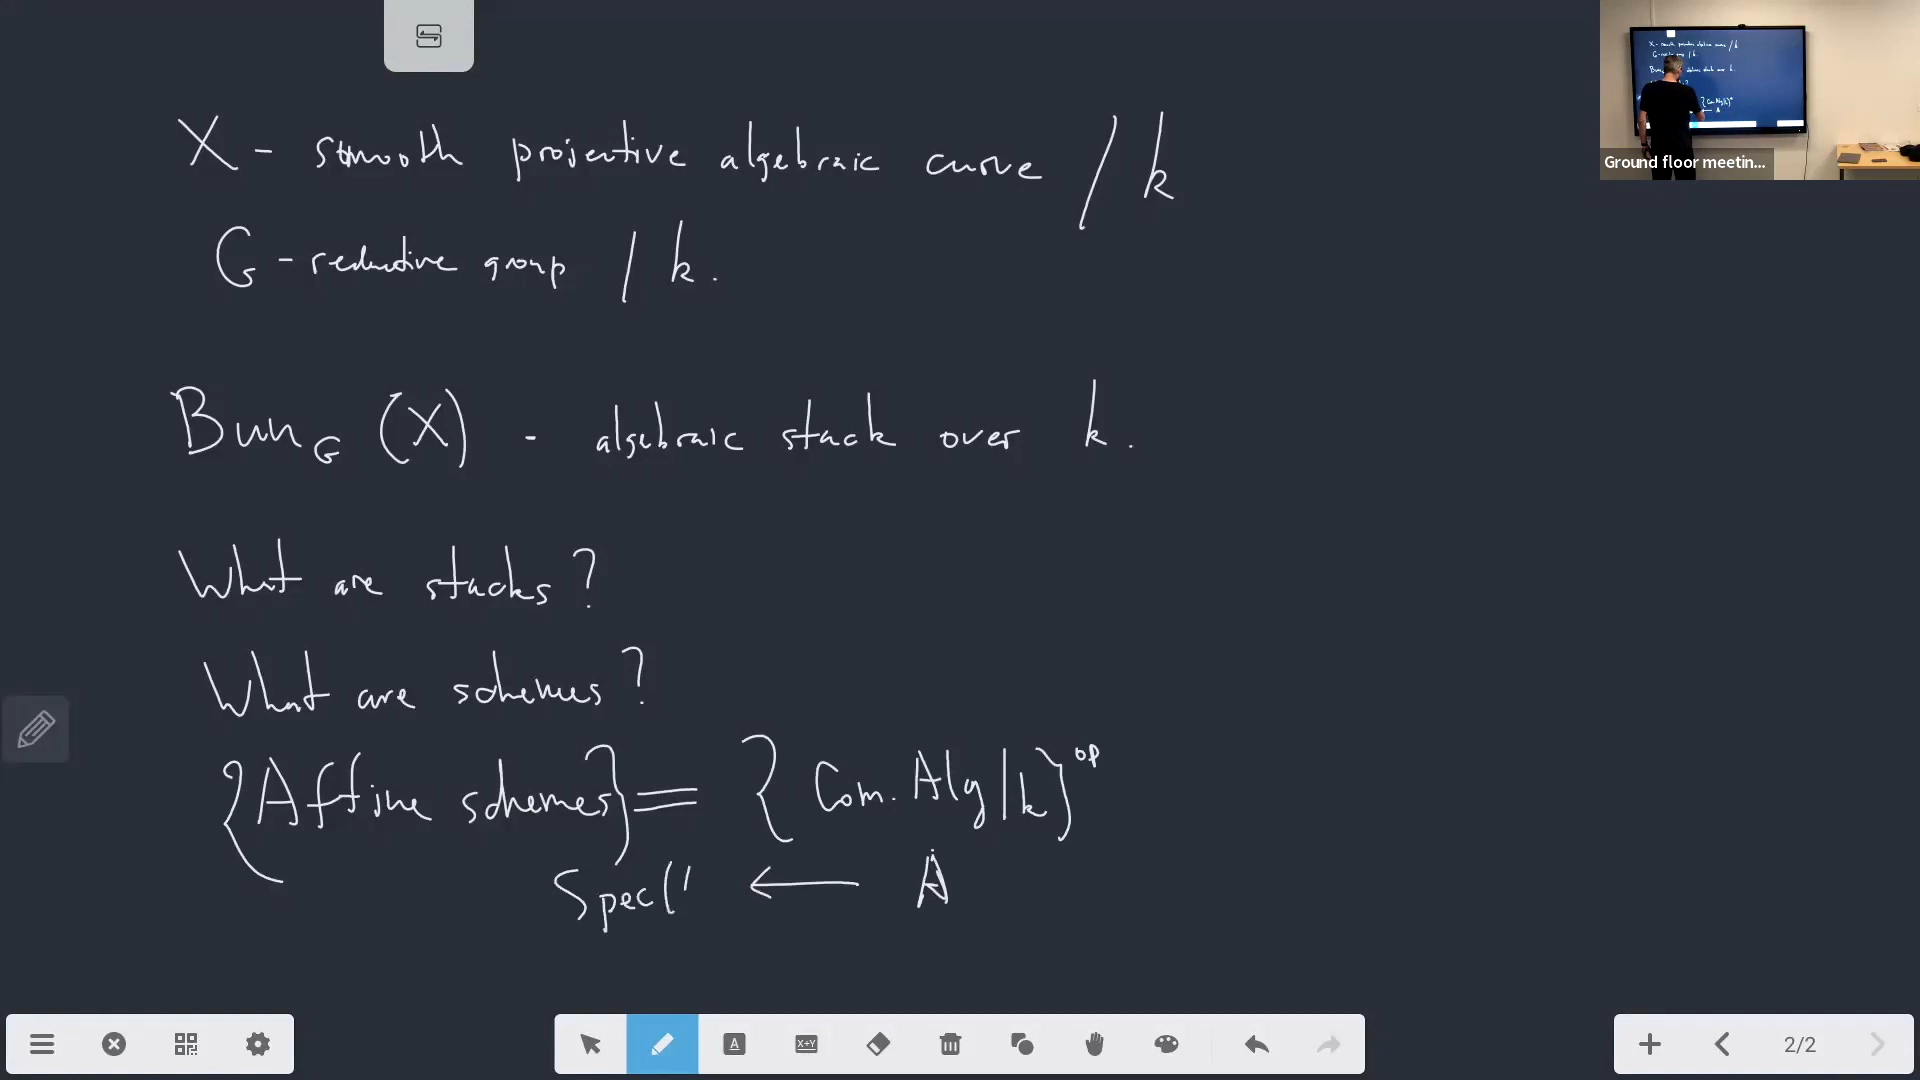 X - smooth projective algebraic curve / k
G - reductive group / k.
Bun_G (X) - algebraic stack over k.
What are stacks?
What are schemes?
{Affine schemes} = {Com. Alg/k}^op
Spec( ← A
Ground floor meetin...
A
X+Y
2/2